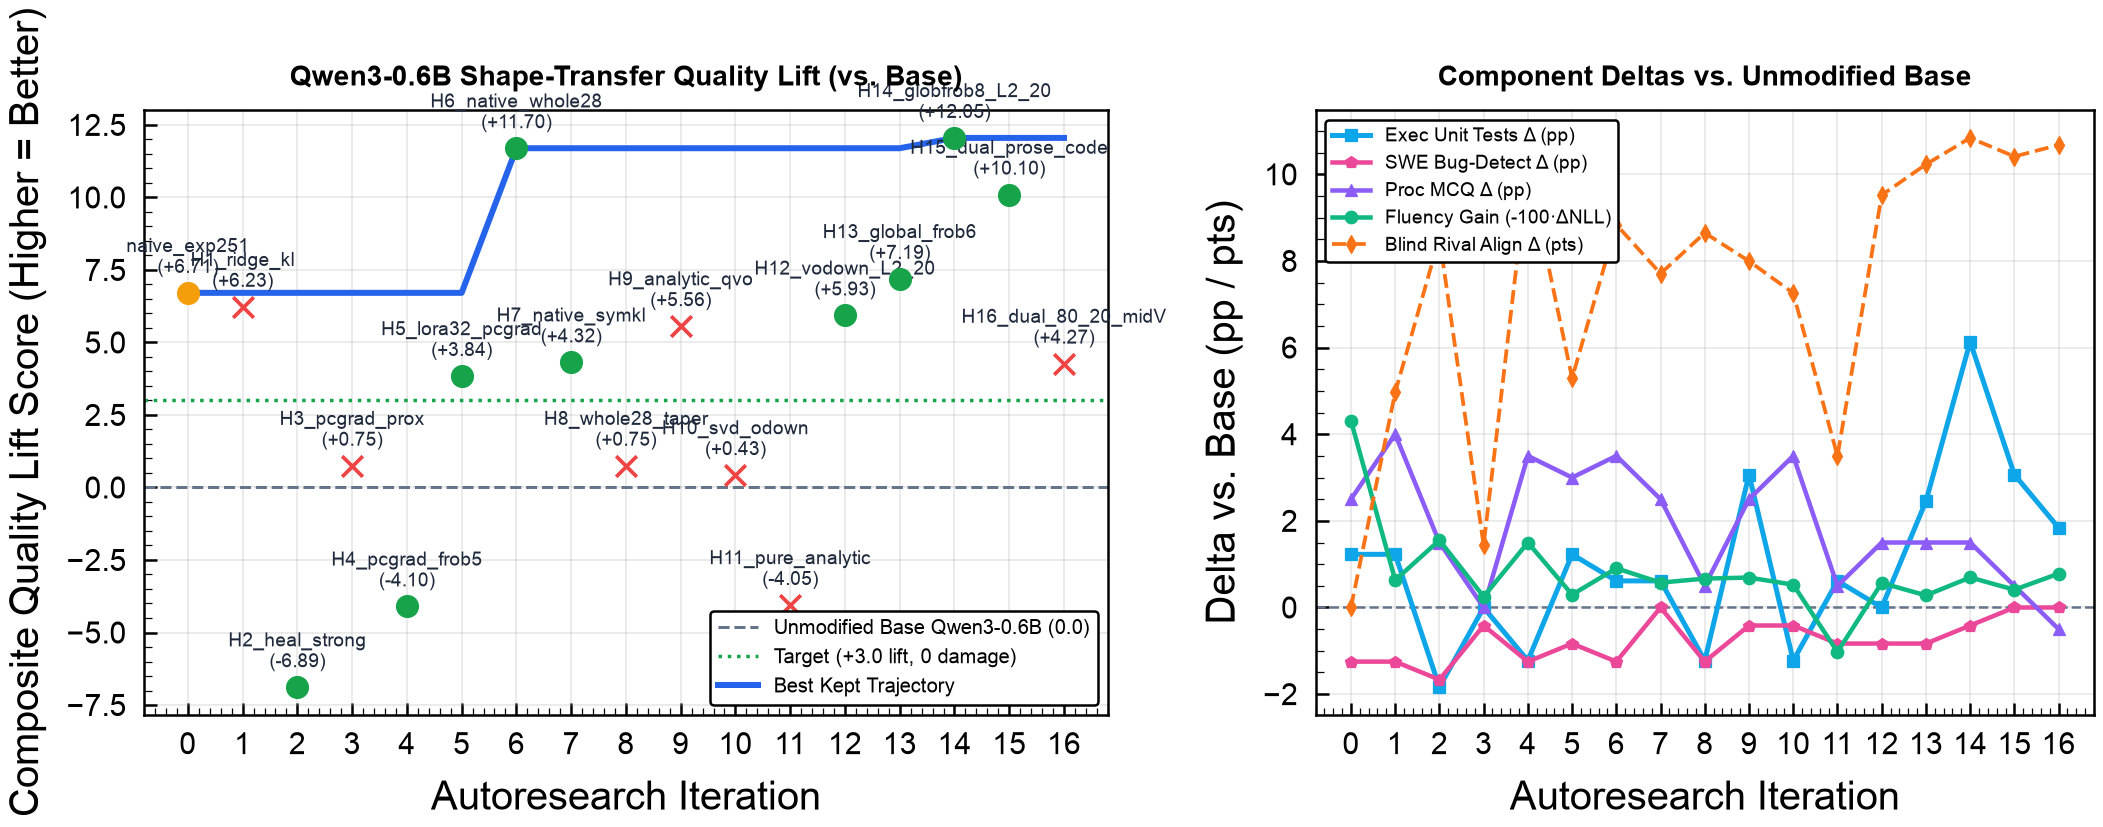 Qwen3-0.6B Shape-Transfer Quality Lift (vs. Base)
Composite Quality Lift Score (Higher = Better)
12.5
10.0
7.5
5.0
2.5
0.0
−2.5
−5.0
−7.5
naive_exp251
(+6.71)
H1_ridge_kl
(+6.23)
H2_heal_strong
(-6.89)
H3_pcgrad_prox
(+0.75)
H4_pcgrad_frob5
(-4.10)
H5_lora32_pcgrad
(+3.84)
H6_native_whole28
(+11.70)
H7_native_symkl
(+4.32)
H8_whole28_taper
(+0.75)
H9_analytic_qvo
(+5.56)
H10_svd_odown
(+0.43)
H11_pure_analytic
(-4.05)
H12_vodown_L2_20
(+5.93)
H13_global_frob6
(+7.19)
H14_globfrob8_L2_20
(+12.05)
H15_dual_prose_code
(+10.10)
H16_dual_80_20_midV
(+4.27)
Unmodified Base Qwen3-0.6B (0.0)
Target (+3.0 lift, 0 damage)
Best Kept Trajectory
0 1 2 3 4 5 6 7 8 9 10 11 12 13 14 15 16
Autoresearch Iteration
Component Deltas vs. Unmodified Base
Delta vs. Base (pp / pts)
10
8
6
4
2
0
−2
Exec Unit Tests Δ (pp)
SWE Bug-Detect Δ (pp)
Proc MCQ Δ (pp)
Fluency Gain (-100·ΔNLL)
Blind Rival Align Δ (pts)
0 1 2 3 4 5 6 7 8 9 10 11 12 13 14 15 16
Autoresearch Iteration